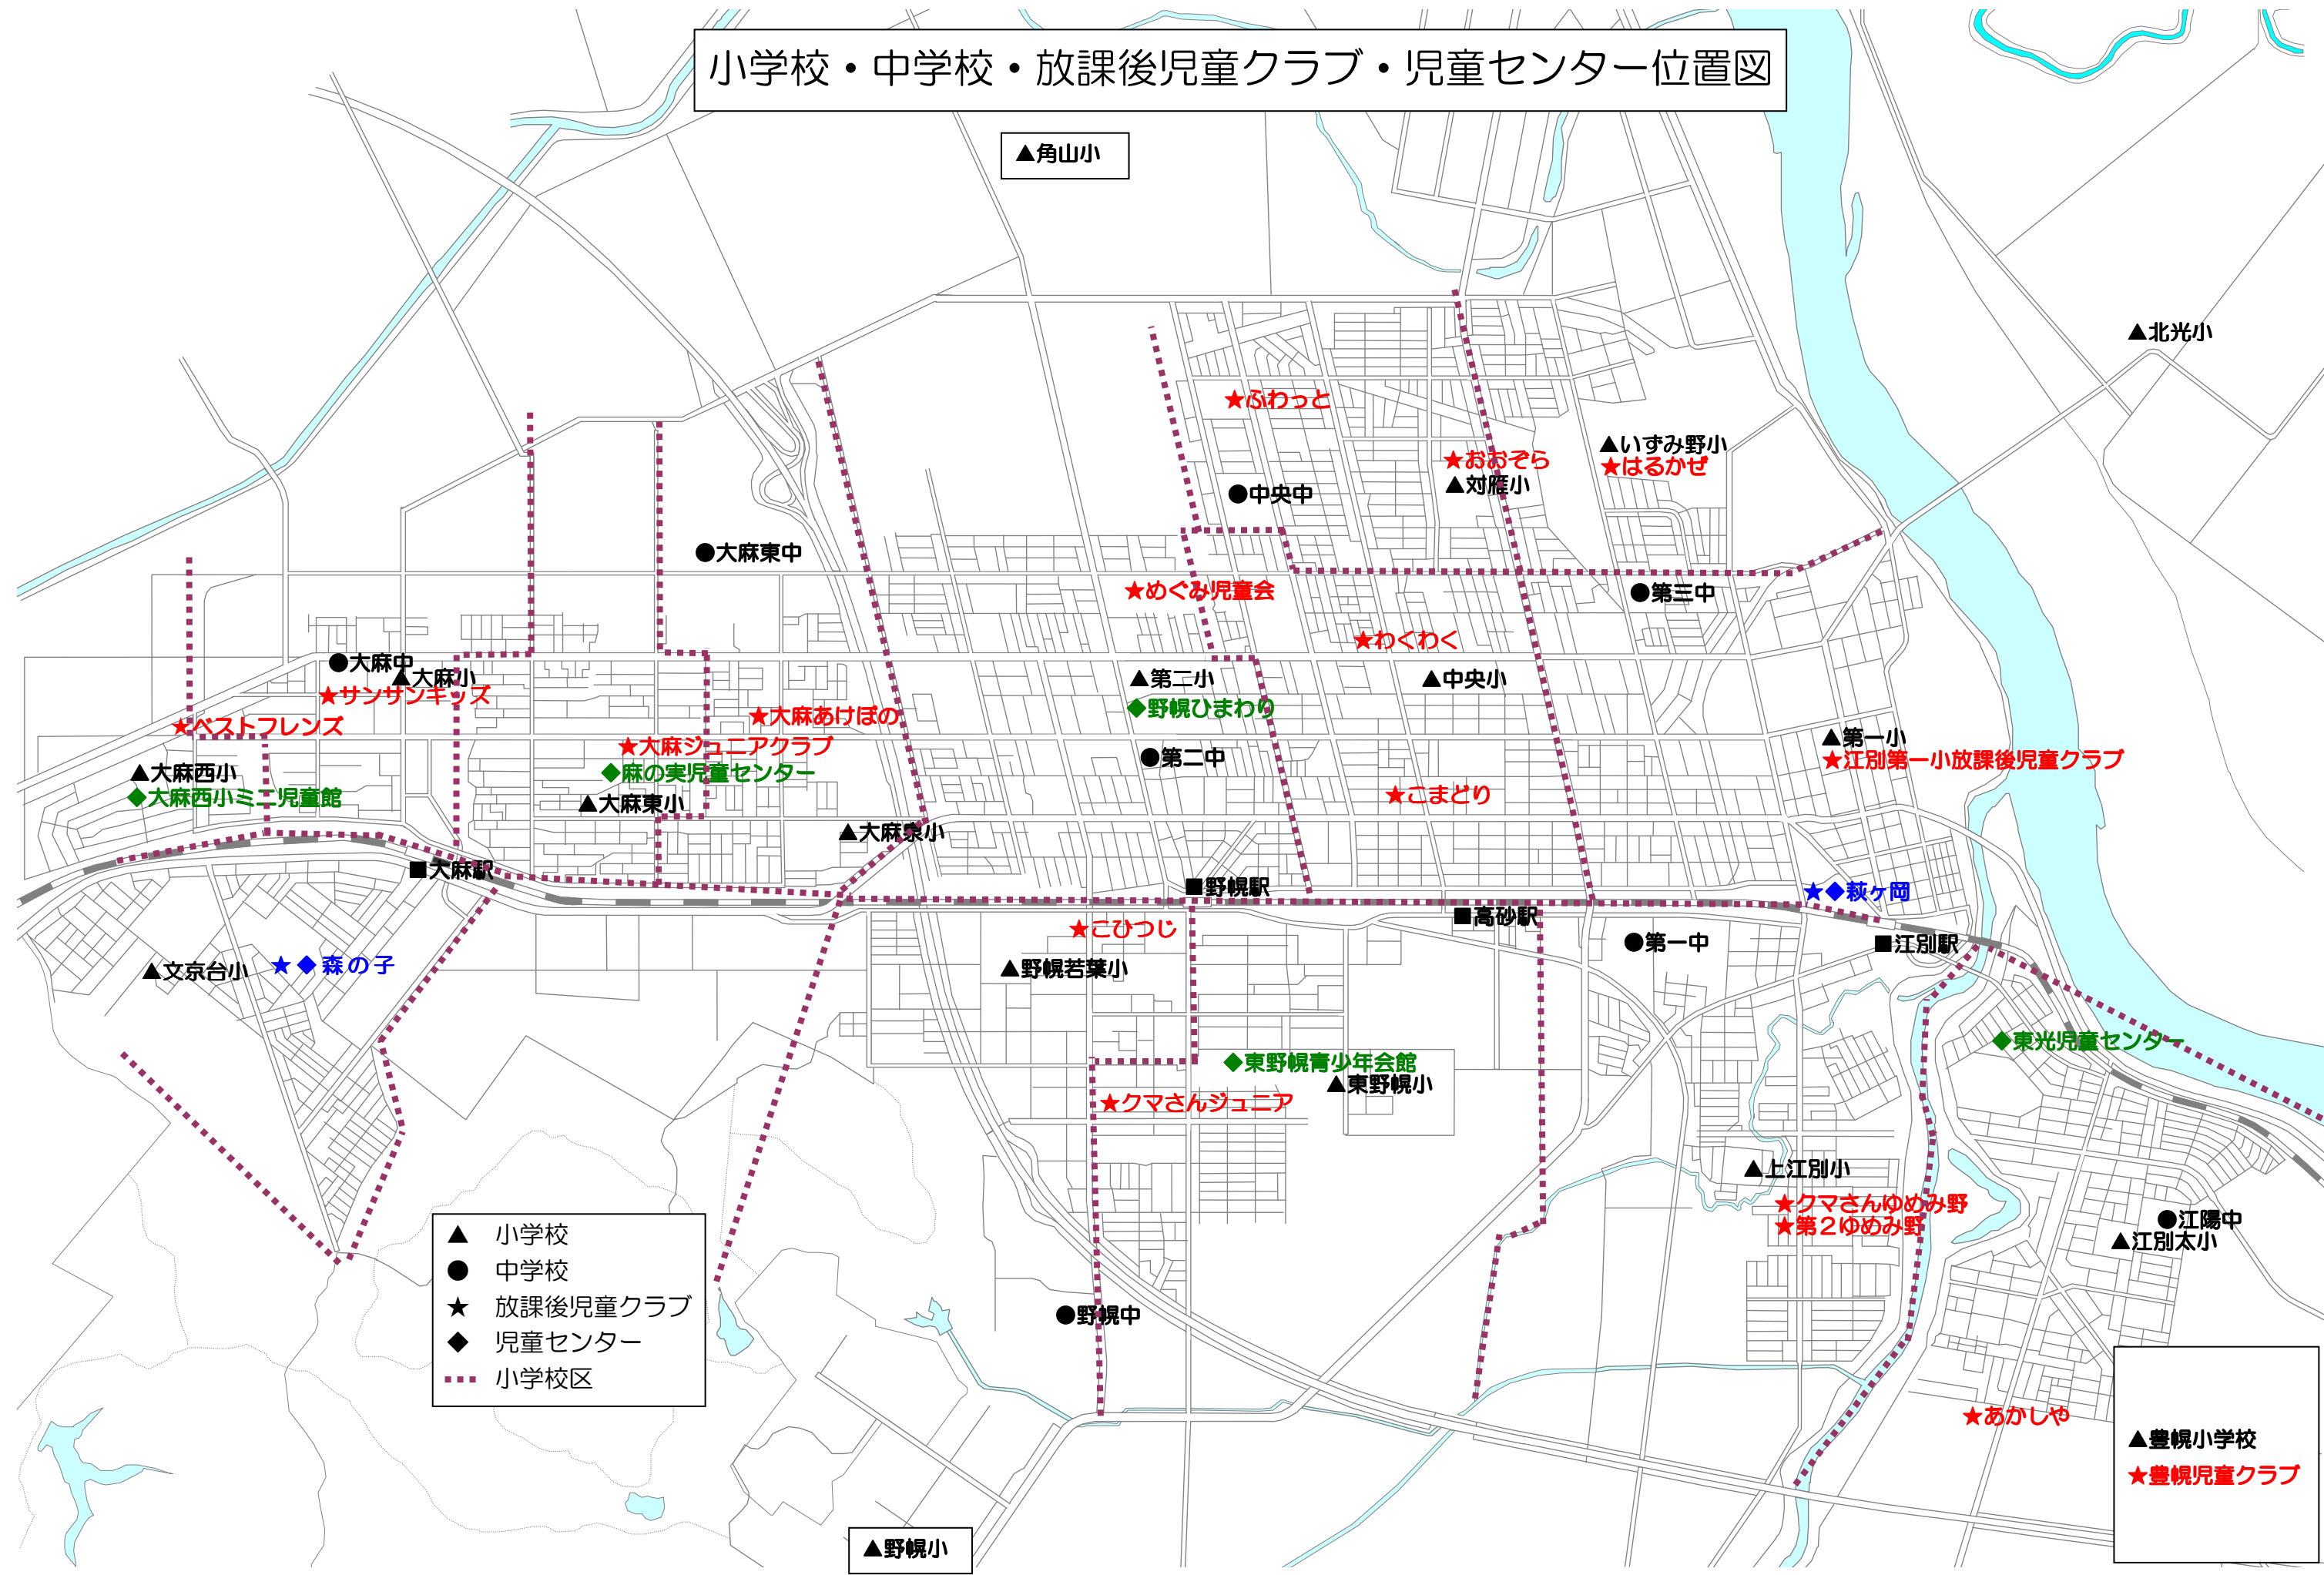 小学校・中学校・放課後児童クラブ・児童センター位置図
▲角山小
▲北光小
★ふわっと
▲いずみ野小
★はるかぜ
★おおぞら
▲対雁小
●中央中
●大麻東中
★めぐみ児童会
●第三中
★わくわく
●大麻中
▲大麻小
★サンサンキッズ
▲第二小
▲中央小
◆野幌ひまわり
★大麻あけぼの
★ベストフレンズ
★大麻ジュニアクラブ
▲第一小
★江別第一小放課後児童クラブ
●第二中
▲大麻西小
◆麻の実児童センター
◆大麻西小ミニ児童館
★こまどり
▲大麻東小
▲大麻泉小
■大麻駅
■野幌駅
★◆萩ヶ岡
■高砂駅
★こひつじ
●第一中
■江別駅
▲文京台小
★◆森の子
▲野幌若葉小
◆東光児童センター
◆東野幌青少年会館
▲東野幌小
★クマさんジュニア
▲上江別小
★クマさんゆめみ野
★第2ゆめみ野
●江陽中
▲江別太小
▲ 小学校
● 中学校
★ 放課後児童クラブ
◆ 児童センター
小学校区
●野幌中
★あかしや
▲豊幌小学校
★豊幌児童クラブ
▲野幌小